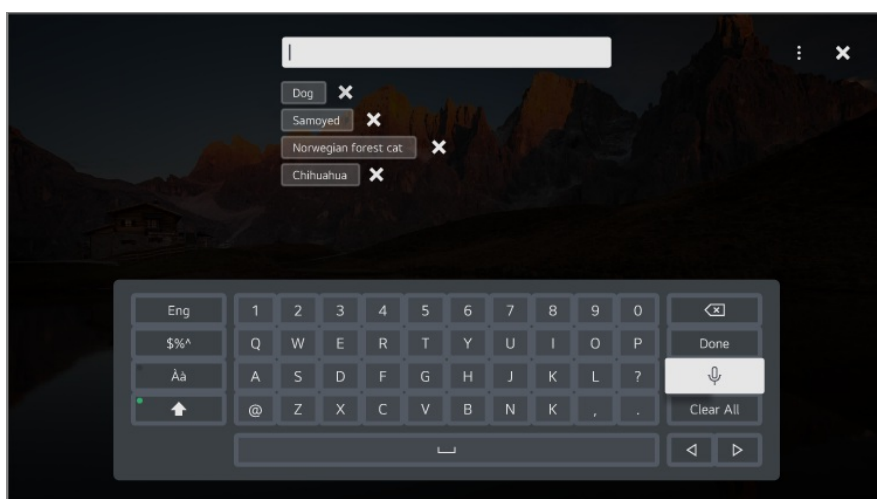 Dog
Samoyed
Norwegian forest cat
Chihuahua
Eng 1 2 3 4 5 6 7 8 9 0
$%^ Q W E R T Y U I O P Done
Àà A S D F G H J K L ?
@ Z X C V B N K , . Clear All